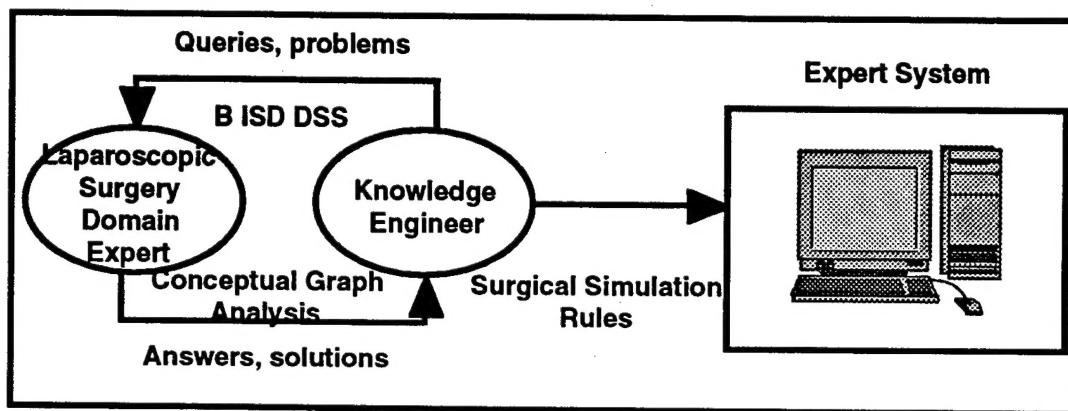 Queries, problems
Expert System
B ISD DSS
Laparoscopic
Surgery
Domain
Expert
Knowledge
Engineer
Conceptual Graph
Analysis
Surgical Simulation
Rules
Answers, solutions